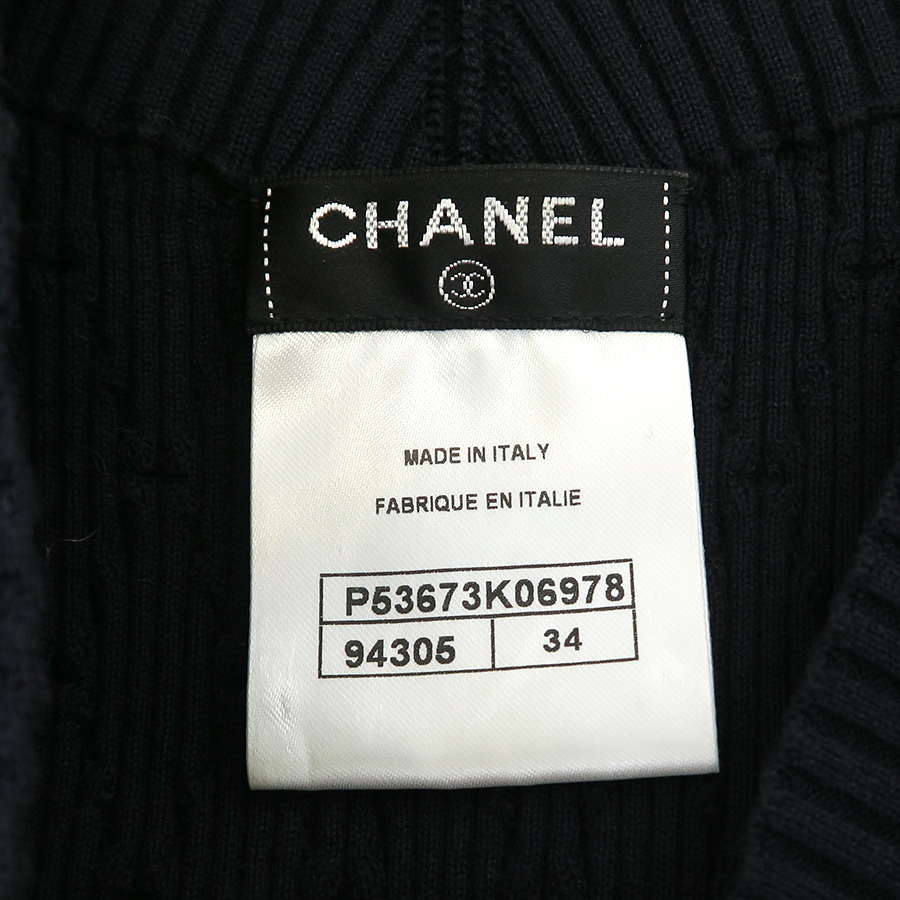 CHANEL
MADE IN ITALY
FABRIQUE EN ITALIE
P53673K06978
94305 34